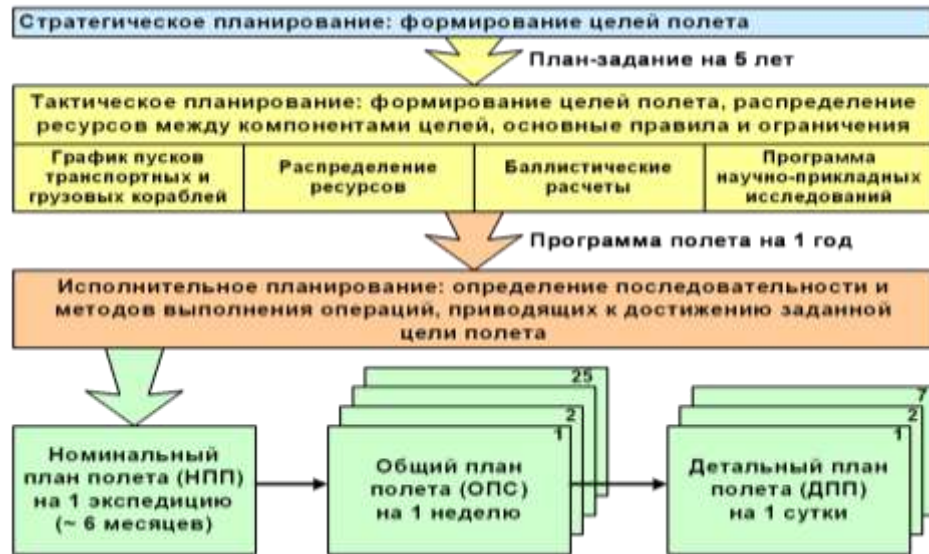 Стратегическое планирование: формирование целей полета
План-задание на 5 лет
Тактическое планирование: формирование целей полета, распределение
ресурсов между компонентами целей, основные правила и ограничения
График пусков
транспортных и
грузовых кораблей
Распределение
ресурсов
Баллистические
расчеты
Программа
научно-прикладных
исследований
Программа полета на 1 год
Исполнительное планирование: определение последовательности и
методов выполнения операций, приводящих к достижению заданной
цели полета
25
2
1
7
2
1
Номинальный
план полета (НПП)
на 1 экспедицию
(~ 6 месяцев)
Общий план
полета (ОПС)
на 1 неделю
Детальный план
полета (ДПП)
на 1 сутки